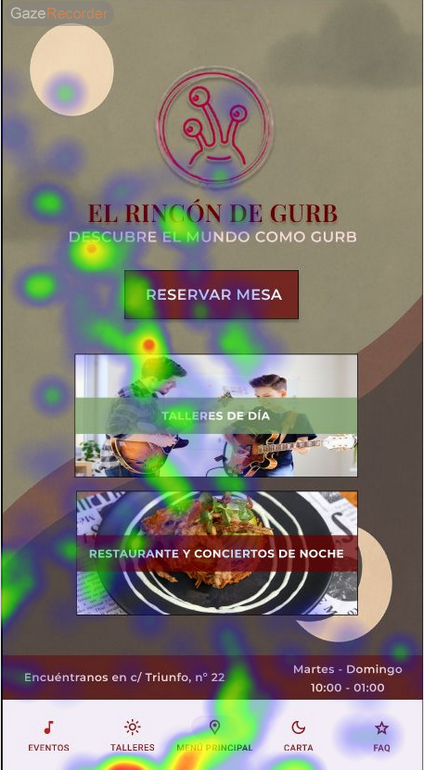 GazeRecorder
EL RINCÓN DE GURB
DESCUBRE EL MUNDO COMO GURB
RESERVAR MESA
TALLERES DE DÍA
RESTAURANTE Y CONCIERTOS DE NOCHE
Encuéntranos en c/ Triunfo, nº 22
Martes - Domingo
10:00 - 01:00
EVENTOS
TALLERES
MENÚ PRINCIPAL
CARTA
FAQ